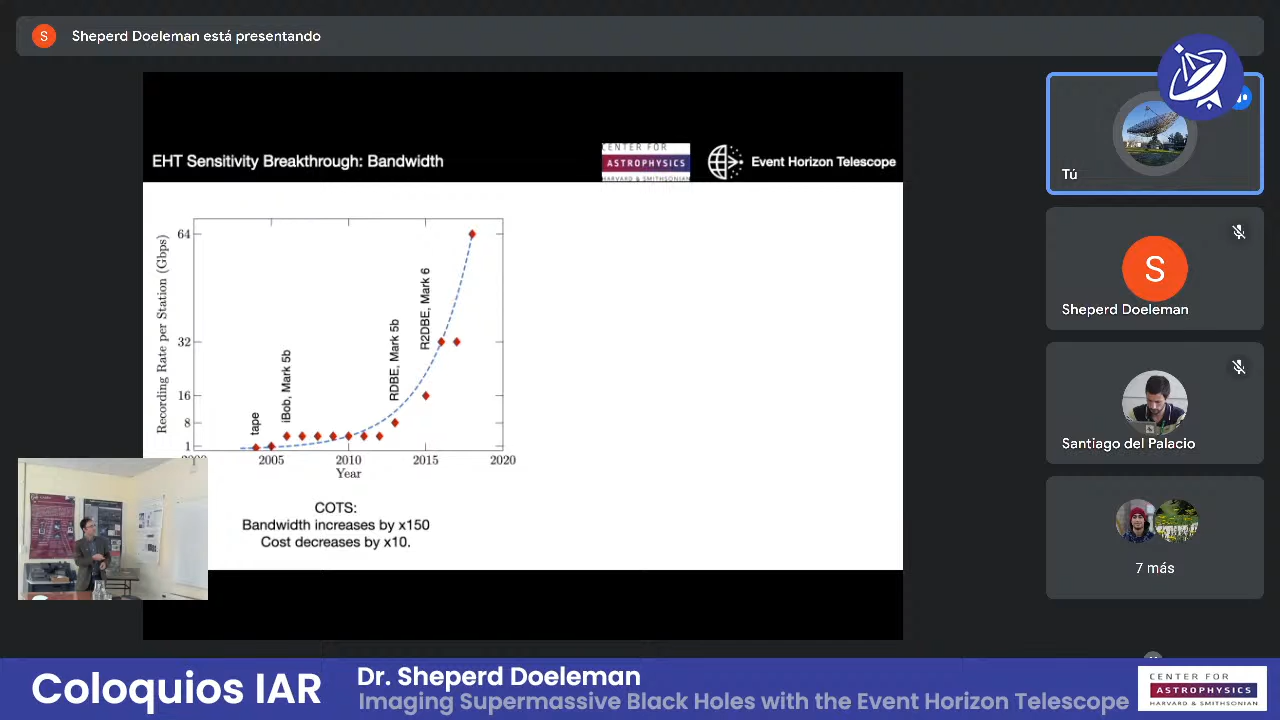 S
Sheperd Doeleman está presentando
EHT Sensitivity Breakthrough: Bandwidth
CENTER FOR
ASTROPHYSICS
HARVARD & SMITHSONIAN
Event Horizon Telescope
Recording Rate per Station (Gbps)
64
32
16
8
1
tape
iBob, Mark 5b
RDBE, Mark 5b
R2DBE, Mark 6
2005
2010
2015
2020
Year
COTS:
Bandwidth increases by x150
Cost decreases by x10.
Tú
S
Sheperd Doeleman
Santiago del Palacio
7 más
Coloquios IAR
Dr. Sheperd Doeleman
Imaging Supermassive Black Holes with the Event Horizon Telescope
CENTER FOR
ASTROPHYSICS
HARVARD & SMITHSONIAN